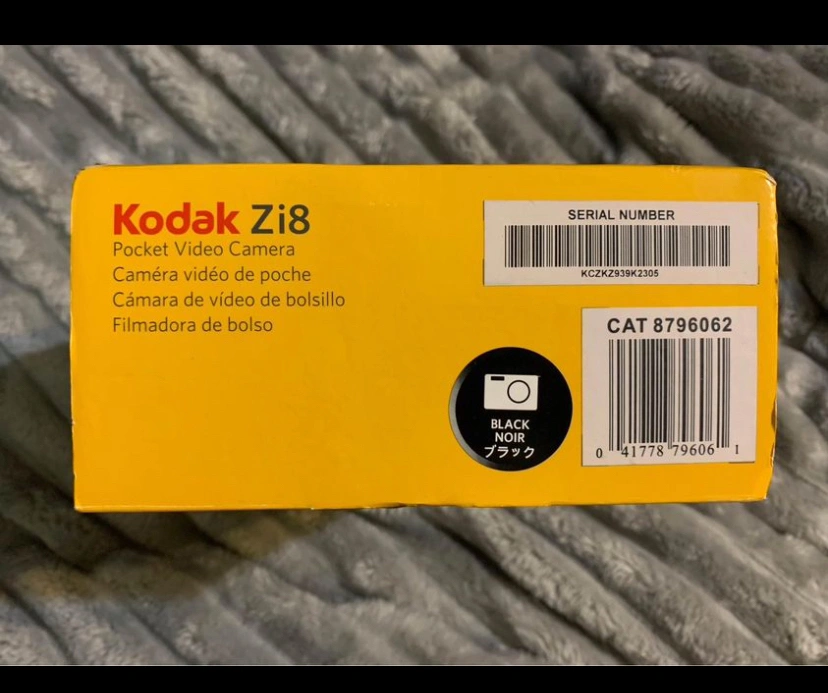 Kodak Zi8
Pocket Video Camera
Caméra vidéo de poche
Cámara de vídeo de bolsillo
Filmadora de bolso
SERIAL NUMBER
KCZKZ939K2305
CAT 8796062
0 41778 79606 1
BLACK
NOIR
ブラック